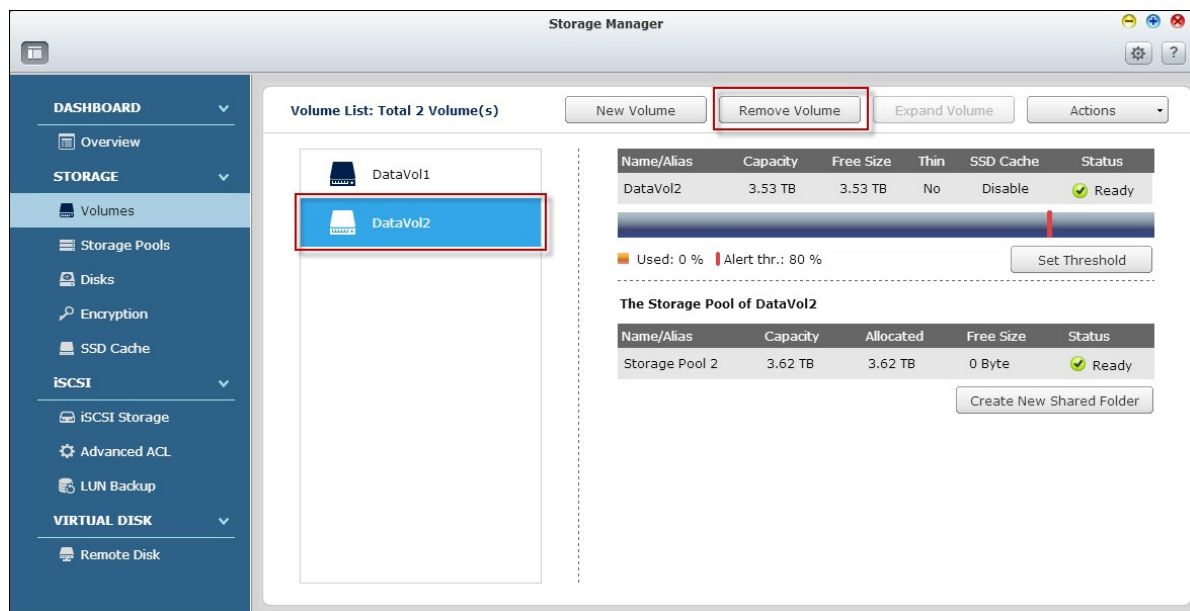 Storage Manager
?
DASHBOARD
Overview
STORAGE
Volumes
Storage Pools
Disks
Encryption
SSD Cache
iSCSI
iSCSI Storage
Advanced ACL
LUN Backup
VIRTUAL DISK
Remote Disk
Volume List: Total 2 Volume(s)
New Volume
Remove Volume
Expand Volume
Actions
DataVol1
DataVol2
Name/Alias Capacity Free Size Thin SSD Cache Status
DataVol2 3.53 TB 3.53 TB No Disable Ready
Used: 0 % Alert thr.: 80 %
Set Threshold
The Storage Pool of DataVol2
Name/Alias Capacity Allocated Free Size Status
Storage Pool 2 3.62 TB 3.62 TB 0 Byte Ready
Create New Shared Folder